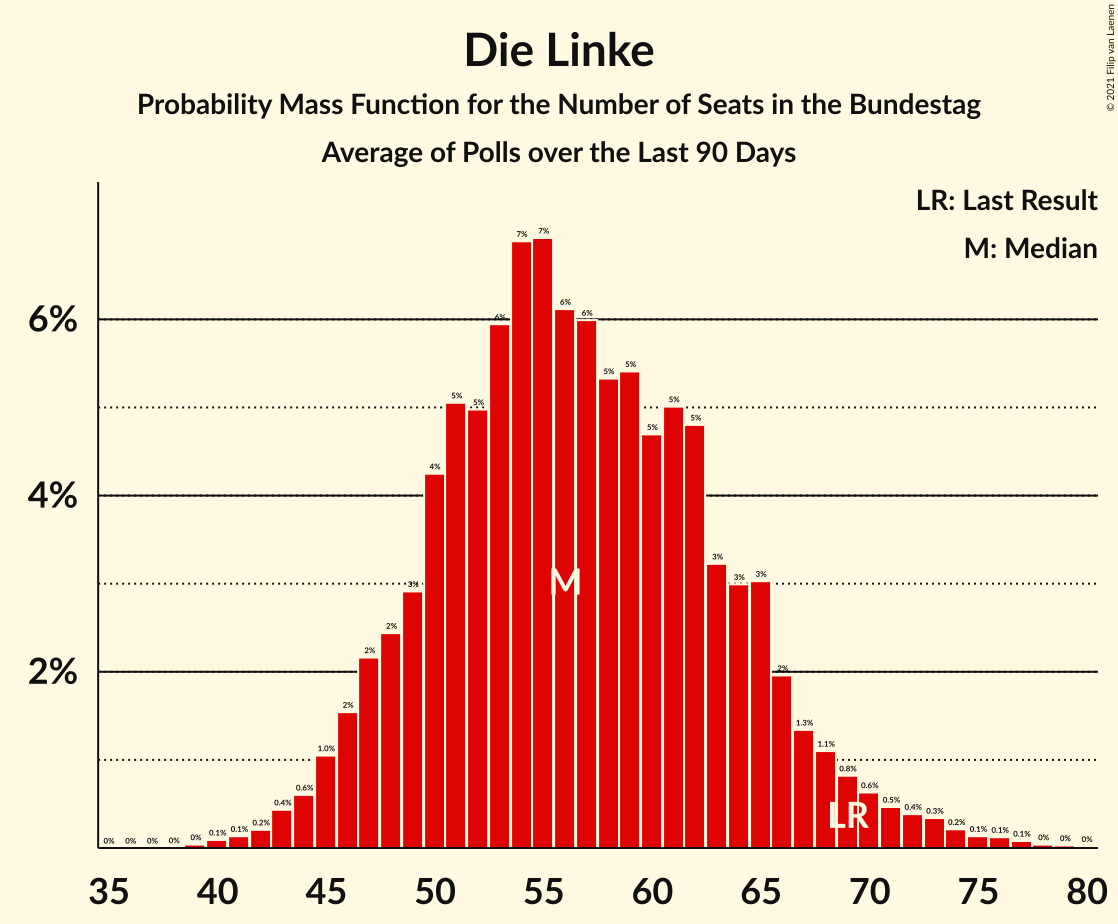 © 2021 Filip van Laenen
Die Linke
Probability Mass Function for the Number of Seats in the Bundestag
Average of Polls over the Last 90 Days
LR: Last Result
M: Median
6%
4%
2%
0% 0% 0% 0% 0% 0.1% 0.1% 0.2% 0.4% 0.6% 1.0% 2% 2% 2% 3% 4% 5% 5% 6% 7% 7% 6% 6% 5% 5% 5% 5% 5% 3% 3% 3% 2% 1.3% 1.1% 0.8% 0.6% 0.5% 0.4% 0.3% 0.2% 0.1% 0.1% 0.1% 0% 0% 0%
M
LR
35 40 45 50 55 60 65 70 75 80